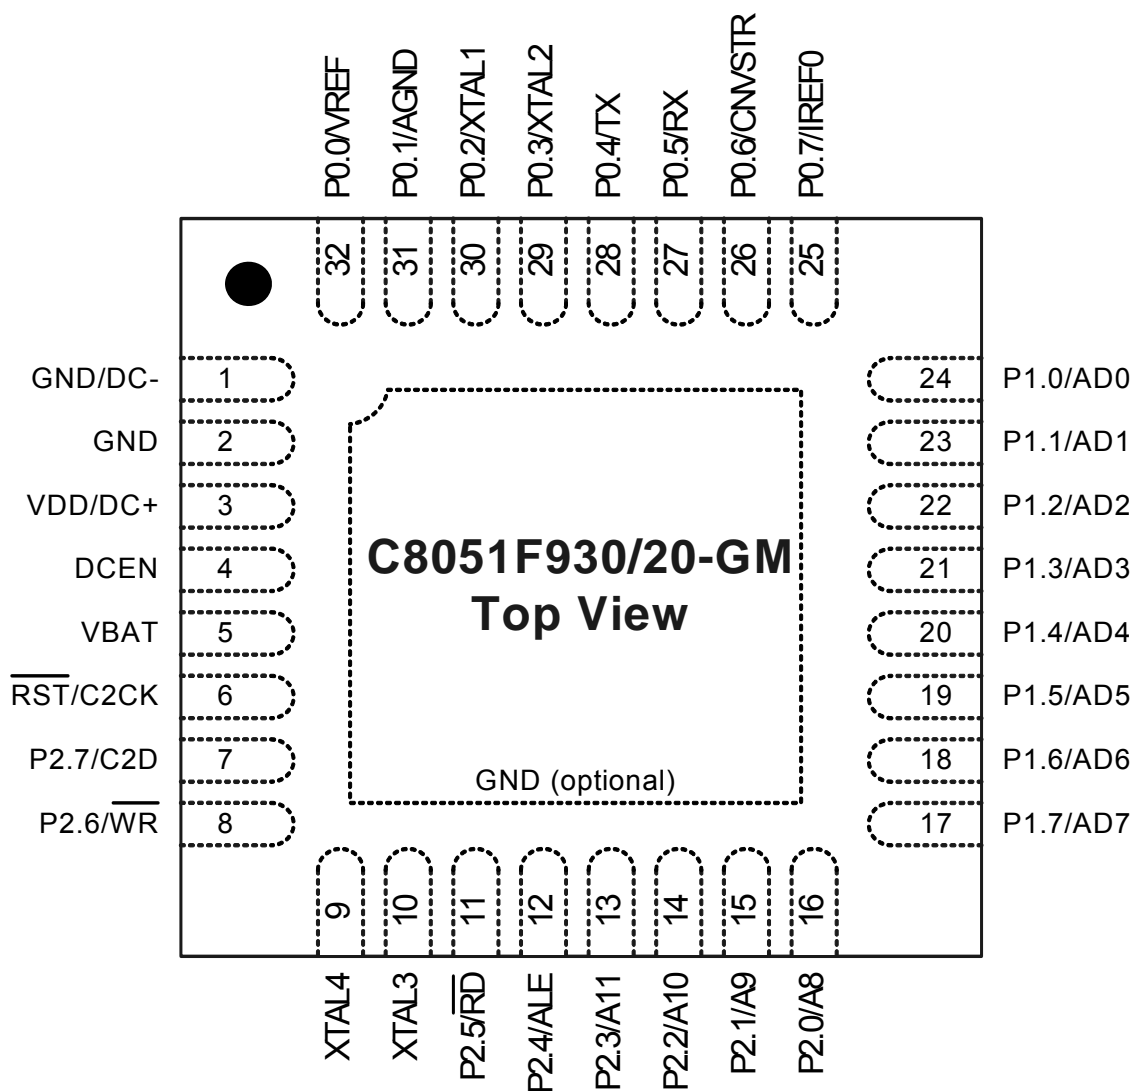 P0.0/VREF
P0.1/AGND
P0.2/XTAL1
P0.3/XTAL2
P0.4/TX
P0.5/RX
P0.6/CNVSTR
P0.7/IREF0
32
31
30
29
28
27
26
25
GND/DC- 1
GND 2
VDD/DC+ 3
DCEN 4
VBAT 5
R̅S̅T̅/C2CK 6
P2.7/C2D 7
P2.6/W̅R̅ 8
C8051F930/20-GM
Top View
GND (optional)
24 P1.0/AD0
23 P1.1/AD1
22 P1.2/AD2
21 P1.3/AD3
20 P1.4/AD4
19 P1.5/AD5
18 P1.6/AD6
17 P1.7/AD7
9
10
11
12
13
14
15
16
XTAL4
XTAL3
P2.5/R̅D̅
P2.4/ALE
P2.3/A11
P2.2/A10
P2.1/A9
P2.0/A8